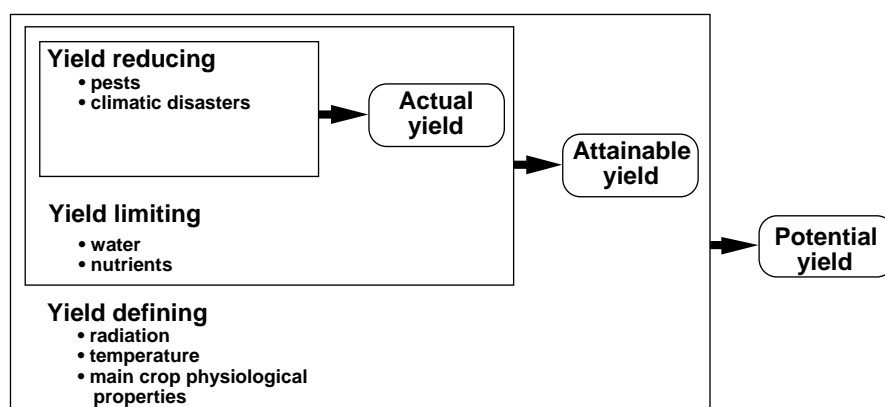 Yield reducing
• pests
• climatic disasters
Actual
yield
Attainable
yield
Yield limiting
• water
• nutrients
Potential
yield
Yield defining
• radiation
• temperature
• main crop physiological
properties